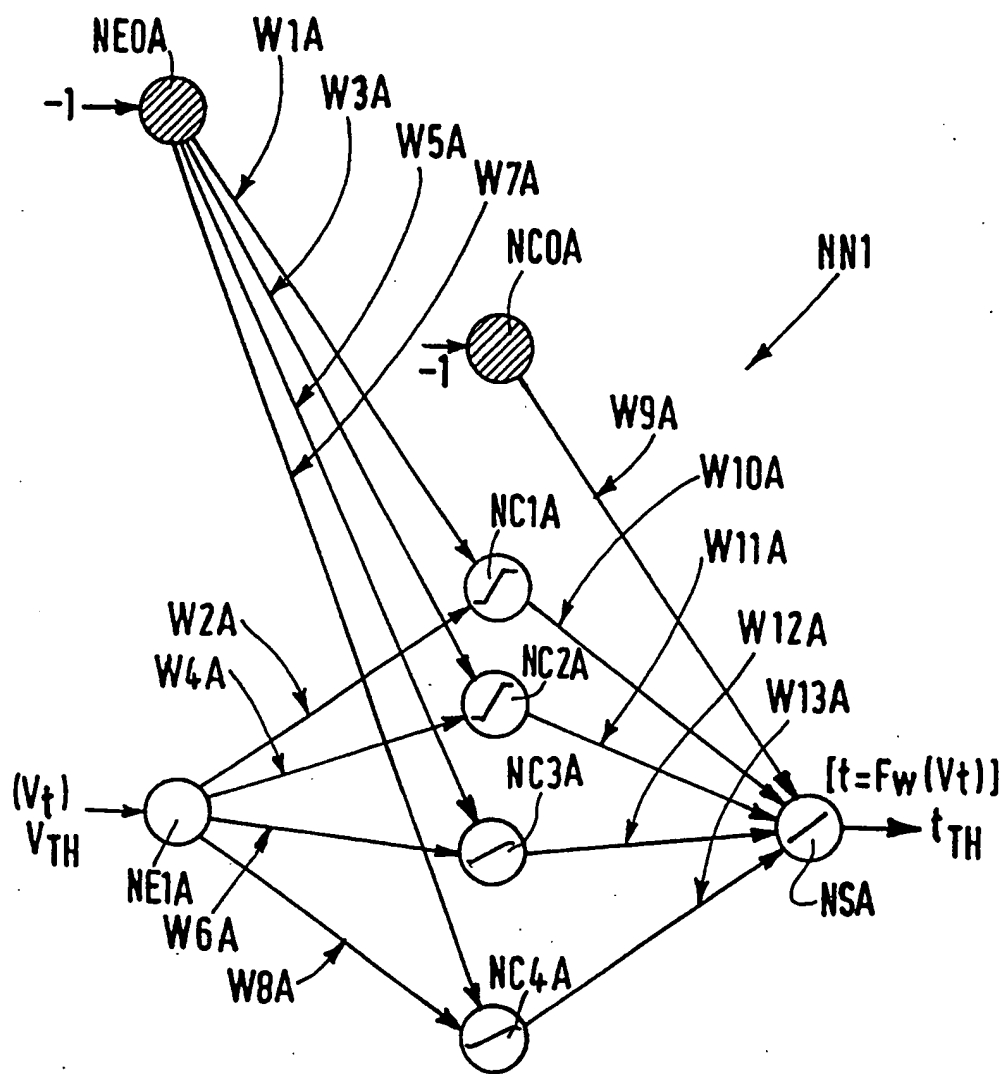 NE0A
W1A
W3A
W5A
W7A
-1
NC0A
NN1
-1
W9A
W10A
NC1A
W11A
W2A
W12A
W4A
NC2A
W13A
NC3A
(Vt)
VTH
[t=Fw(Vt)]
tTH
NE1A
NSA
W6A
W8A
NC4A